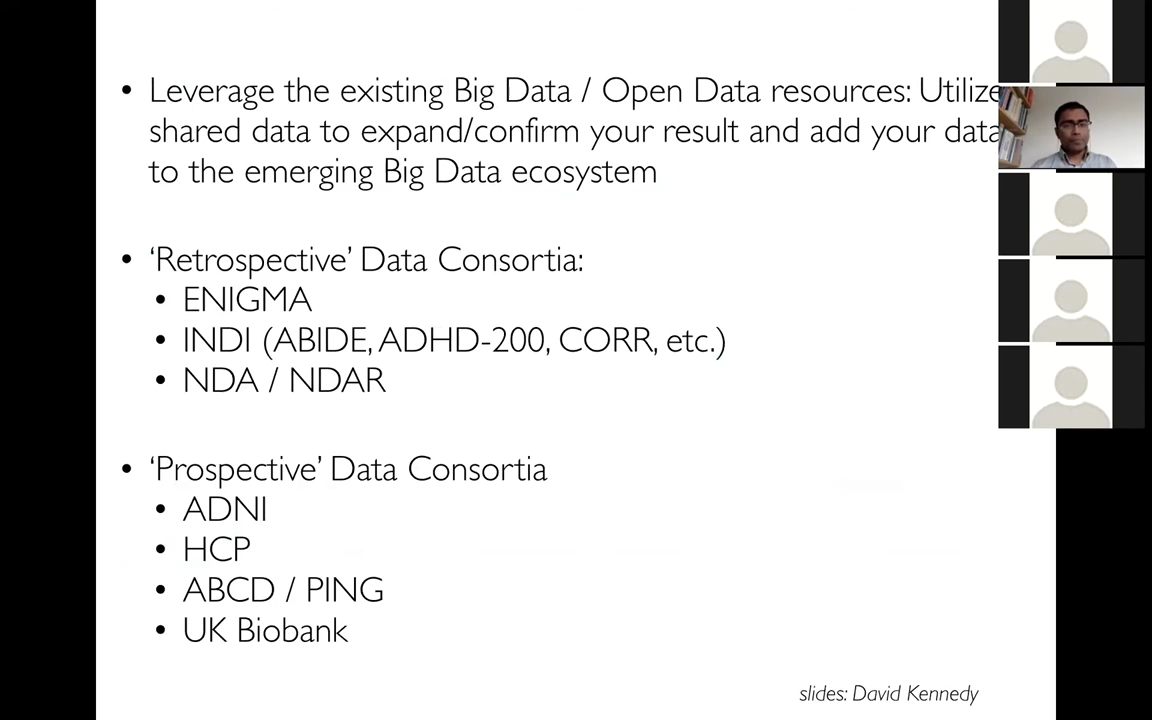 • Leverage the existing Big Data / Open Data resources: Utilize
shared data to expand/confirm your result and add your data
to the emerging Big Data ecosystem
• ‘Retrospective’ Data Consortia:
• ENIGMA
• INDI (ABIDE, ADHD-200, CORR, etc.)
• NDA / NDAR
• ‘Prospective’ Data Consortia
• ADNI
• HCP
• ABCD / PING
• UK Biobank
slides: David Kennedy